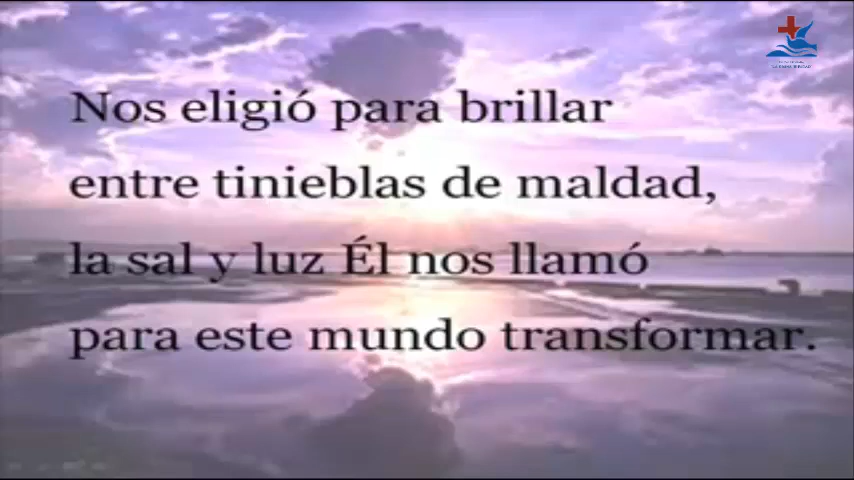 Nos eligió para brillar
entre tinieblas de maldad,
la sal y luz Él nos llamó
para este mundo transformar.